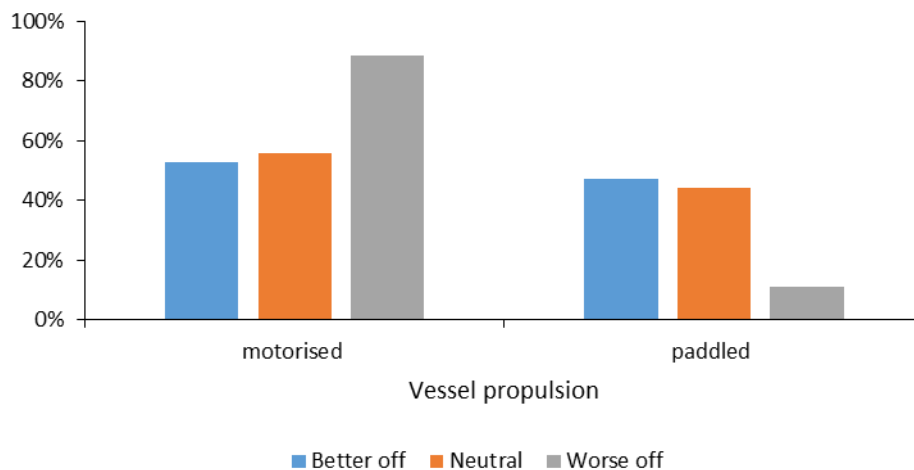 100%
80%
60%
40%
20%
0%
motorised paddled
Vessel propulsion
Better off Neutral Worse off